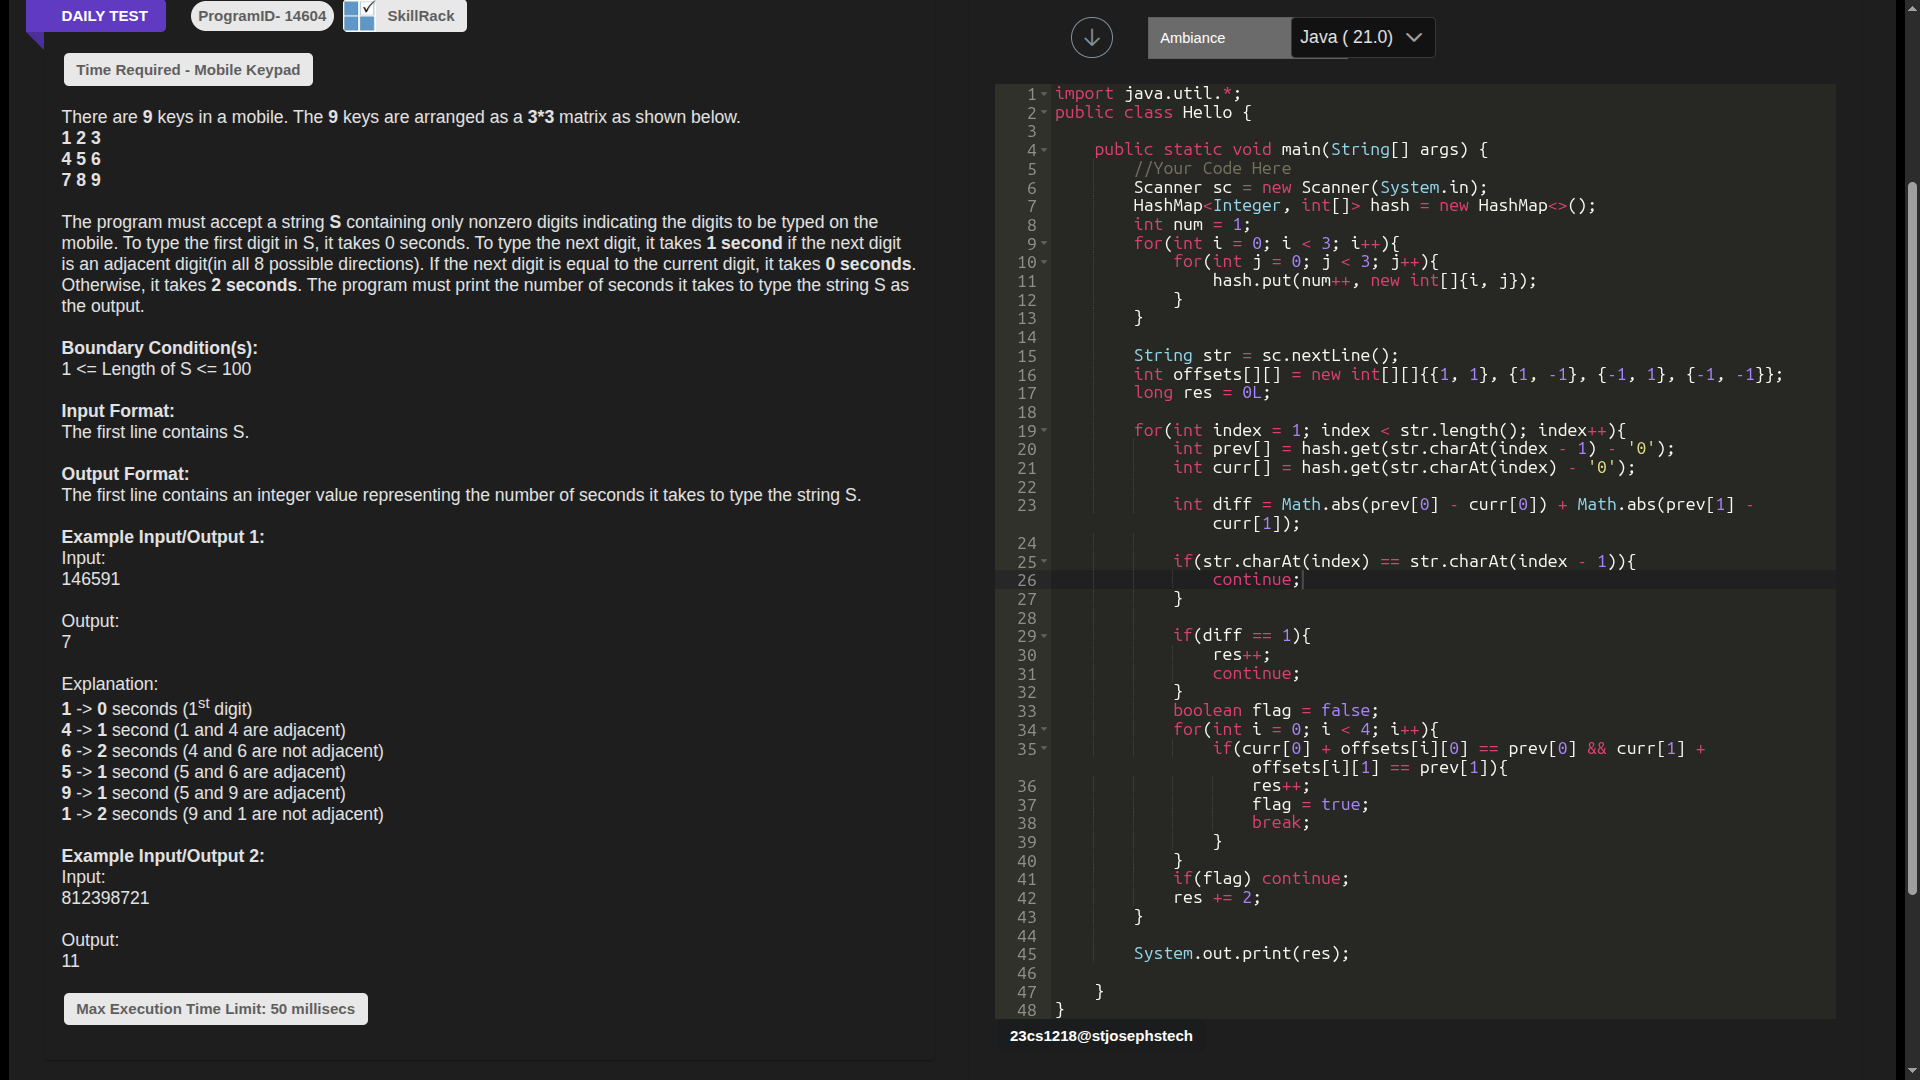 DAILY TEST
ProgramID- 14604
SkillRack
Time Required - Mobile Keypad
There are 9 keys in a mobile. The 9 keys are arranged as a 3*3 matrix as shown below.
1 2 3
4 5 6
7 8 9
The program must accept a string S containing only nonzero digits indicating the digits to be typed on the
mobile. To type the first digit in S, it takes 0 seconds. To type the next digit, it takes 1 second if the next digit
is an adjacent digit(in all 8 possible directions). If the next digit is equal to the current digit, it takes 0 seconds.
Otherwise, it takes 2 seconds. The program must print the number of seconds it takes to type the string S as
the output.
Boundary Condition(s):
1 <= Length of S <= 100
Input Format:
The first line contains S.
Output Format:
The first line contains an integer value representing the number of seconds it takes to type the string S.
Example Input/Output 1:
Input:
146591
Output:
7
Explanation:
1 -> 0 seconds (1st digit)
4 -> 1 second (1 and 4 are adjacent)
6 -> 2 seconds (4 and 6 are not adjacent)
5 -> 1 second (5 and 6 are adjacent)
9 -> 1 second (5 and 9 are adjacent)
1 -> 2 seconds (9 and 1 are not adjacent)
Example Input/Output 2:
Input:
812398721
Output:
11
Max Execution Time Limit: 50 millisecs
Ambiance
Java ( 21.0)
1 import java.util.*;
2 public class Hello {
3
4     public static void main(String[] args) {
5         //Your Code Here
6         Scanner sc = new Scanner(System.in);
7         HashMap<Integer, int[]> hash = new HashMap<>();
8         int num = 1;
9         for(int i = 0; i < 3; i++){
10             for(int j = 0; j < 3; j++){
11                 hash.put(num++, new int[]{i, j});
12             }
13         }
14
15         String str = sc.nextLine();
16         int offsets[][] = new int[][]{{1, 1}, {1, -1}, {-1, 1}, {-1, -1}};
17         long res = 0L;
18
19         for(int index = 1; index < str.length(); index++){
20             int prev[] = hash.get(str.charAt(index - 1) - '0');
21             int curr[] = hash.get(str.charAt(index) - '0');
22
23             int diff = Math.abs(prev[0] - curr[0]) + Math.abs(prev[1] -
                curr[1]);
24
25             if(str.charAt(index) == str.charAt(index - 1)){
26                 continue;
27             }
28
29             if(diff == 1){
30                 res++;
31                 continue;
32             }
33             boolean flag = false;
34             for(int i = 0; i < 4; i++){
35                 if(curr[0] + offsets[i][0] == prev[0] && curr[1] +
                    offsets[i][1] == prev[1]){
36                     res++;
37                     flag = true;
38                     break;
39                 }
40             }
41             if(flag) continue;
42             res += 2;
43         }
44
45         System.out.print(res);
46
47     }
48 }
23cs1218@stjosephstech